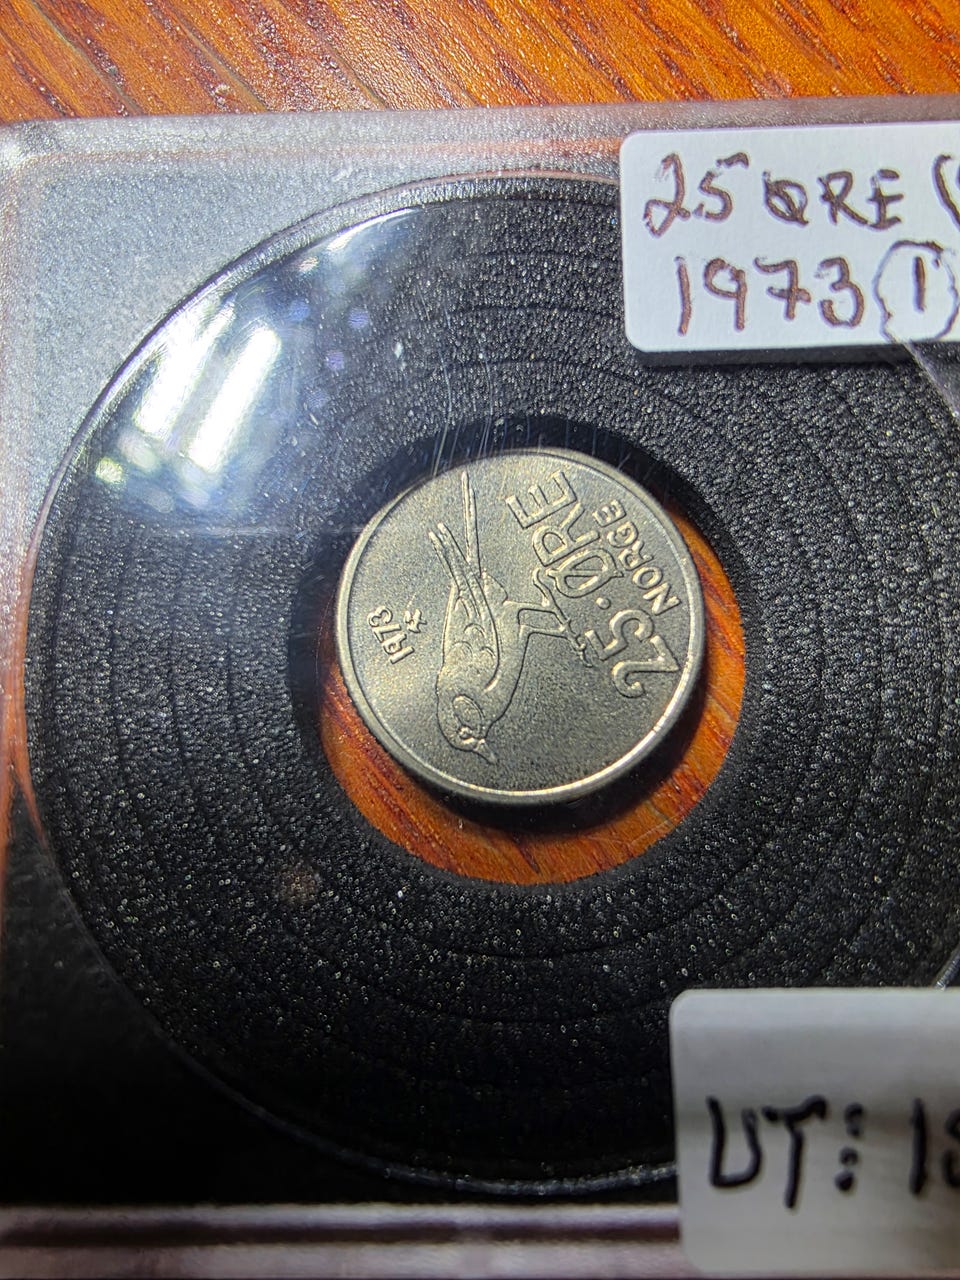 25 ØRE (
1973 1
25·ØRE
NORGE
1973
UT: 1